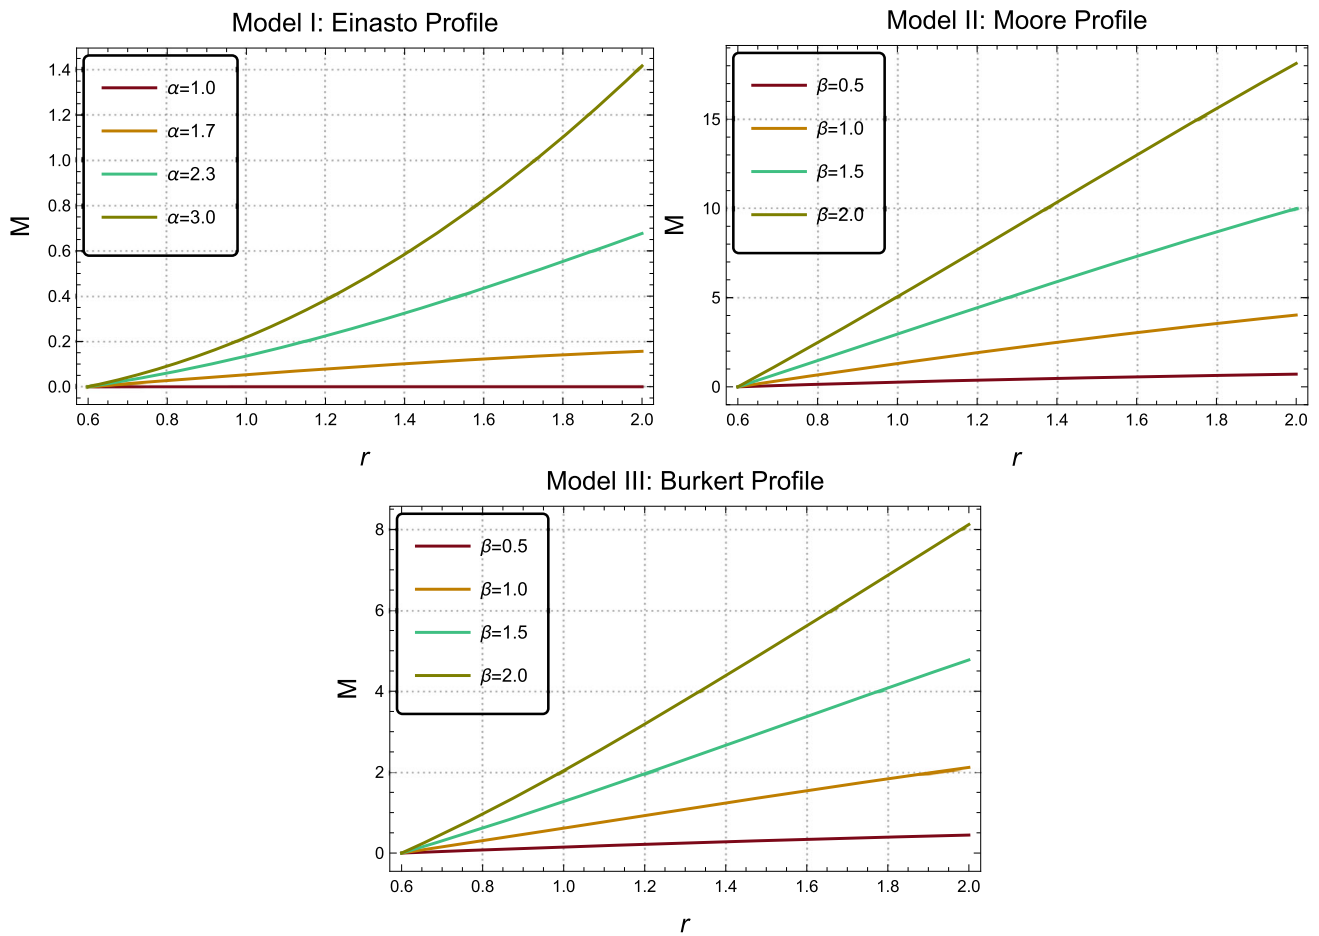 Model I: Einasto Profile
1.4
1.2
1.0
0.8
0.6
0.4
0.2
0.0
M
α=1.0
α=1.7
α=2.3
α=3.0
0.6 0.8 1.0 1.2 1.4 1.6 1.8 2.0
r
Model II: Moore Profile
15
10
5
0
M
β=0.5
β=1.0
β=1.5
β=2.0
0.6 0.8 1.0 1.2 1.4 1.6 1.8 2.0
r
Model III: Burkert Profile
8
6
4
2
0
M
β=0.5
β=1.0
β=1.5
β=2.0
0.6 0.8 1.0 1.2 1.4 1.6 1.8 2.0
r